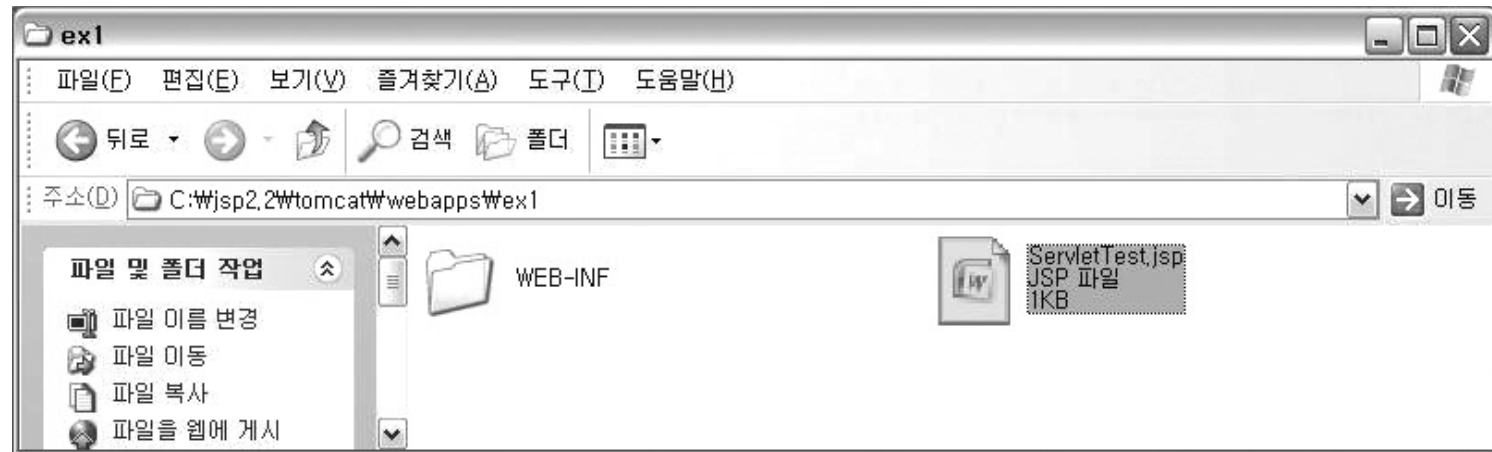 ex1
파일(F) 편집(E) 보기(V) 즐겨찾기(A) 도구(T) 도움말(H)
뒤로 검색 폴더
주소(D) C:₩jsp2.2₩tomcat₩webapps₩ex1 이동
파일 및 폴더 작업
파일 이름 변경
파일 이동
파일 복사
파일을 웹에 게시
WEB-INF
ServletTest.jsp
JSP 파일
1KB